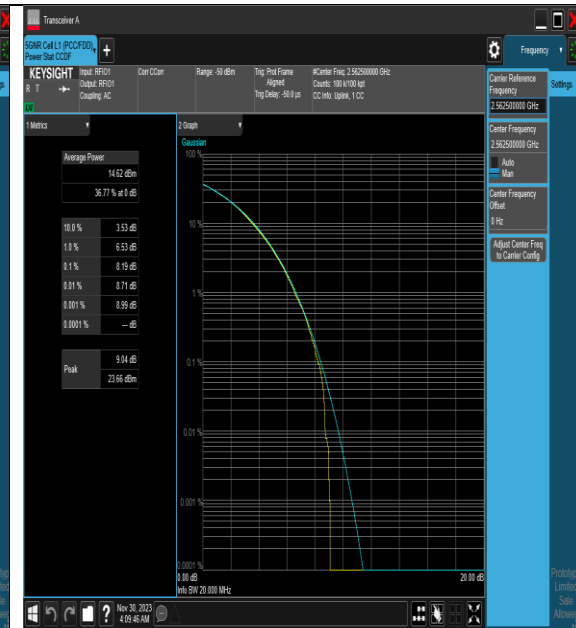 Transceiver A
5GNR Cell L1 (PCC/FDD),
Power Stat CCDF
+
Frequency
KEYSIGHT
R T
Input: RFIO1
Output: RFIO1
Coupling: AC
Corr CCorr
Range: -50 dBm
Trig: Prot Frame
Aligned
Trig Delay: -50.0 µs
#Center Freq: 2.562500000 GHz
Counts: 100 k/100 kpt
CC Info: Uplink, 1 CC
Carrier Reference
Frequency
2.562500000 GHz
Settings
Center Frequency
2.562500000 GHz
Auto
Man
Center Frequency
Offset
0 Hz
Adjust Center Freq
to Carrier Config
1 Metrics
Average Power
14.62 dBm
36.77 % at 0 dB
10.0 % 3.53 dB
1.0 % 6.53 dB
0.1 % 8.19 dB
0.01 % 8.71 dB
0.001 % 8.99 dB
0.0001 % --- dB
Peak
9.04 dB
23.66 dBm
2 Graph
Gaussian
100 %
10 %
1 %
0.1 %
0.01 %
0.001 %
0.0001 %
0.00 dB
20.00 dB
Info BW 20.000 MHz
?
Nov 30, 2023
4:09:46 AM